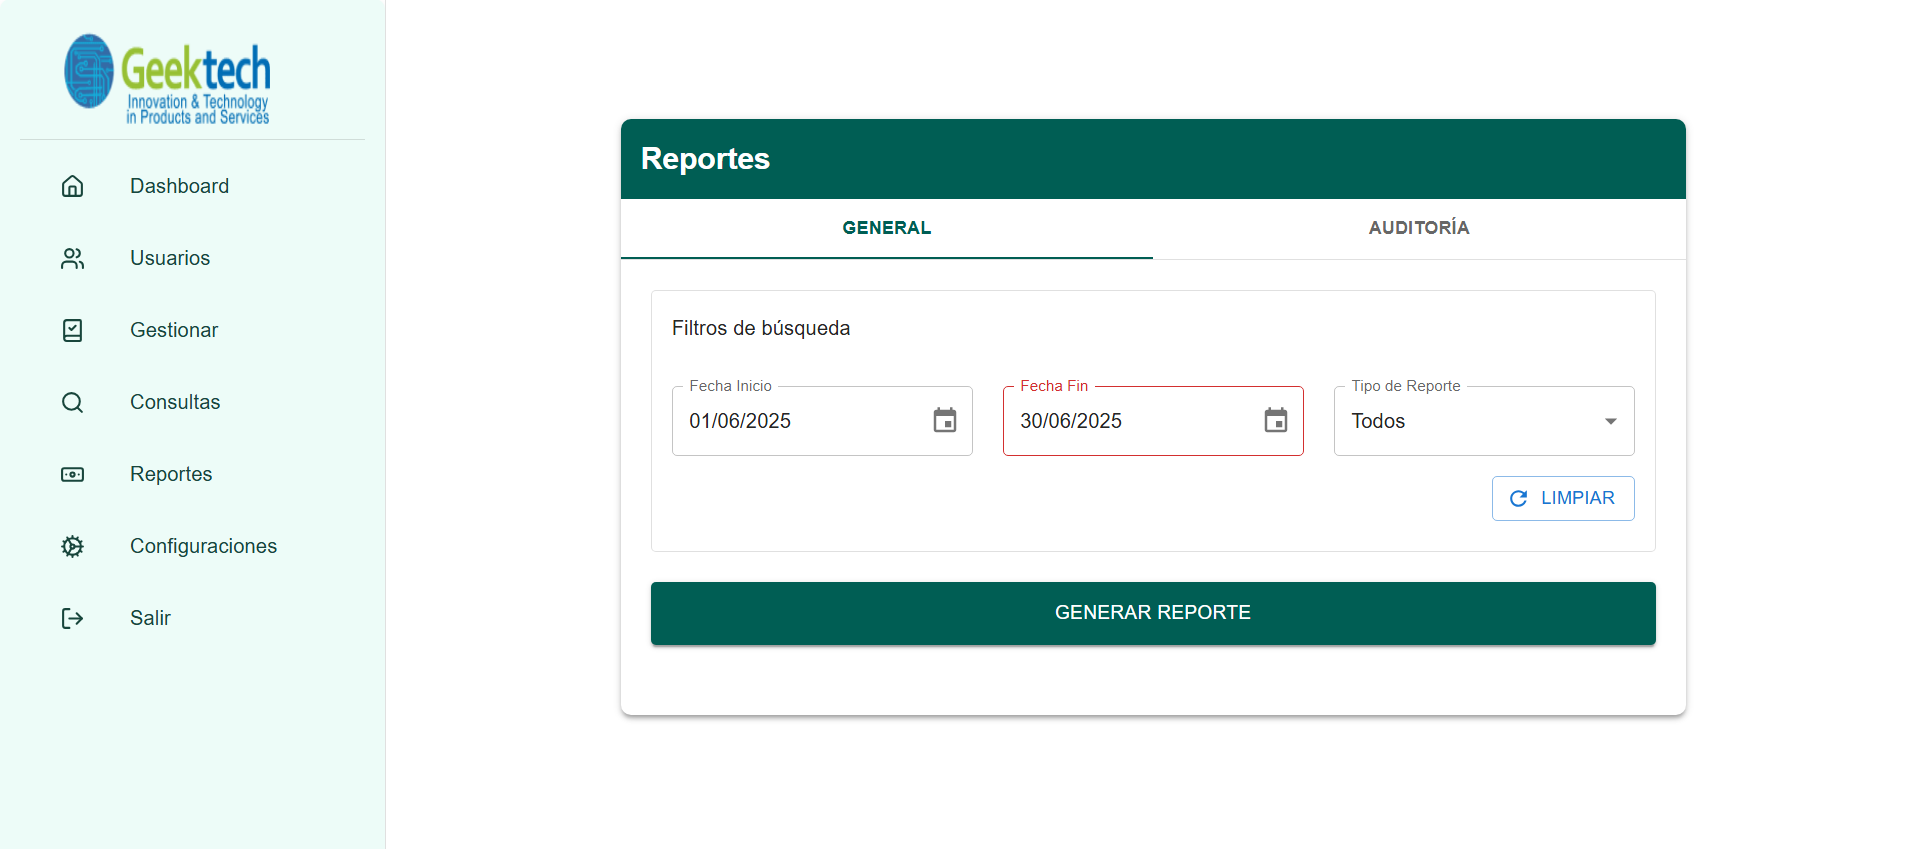 Geektech
Innovation & Technology
in Products and Services
Dashboard
Usuarios
Gestionar
Consultas
Reportes
Configuraciones
Salir
Reportes
GENERAL
AUDITORÍA
Filtros de búsqueda
Fecha Inicio
01/06/2025
Fecha Fin
30/06/2025
Tipo de Reporte
Todos
LIMPIAR
GENERAR REPORTE